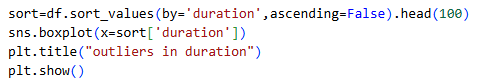 sort=df.sort_values(by='duration',ascending=False).head(100)
sns.boxplot(x=sort['duration'])
plt.title("outliers in duration")
plt.show()